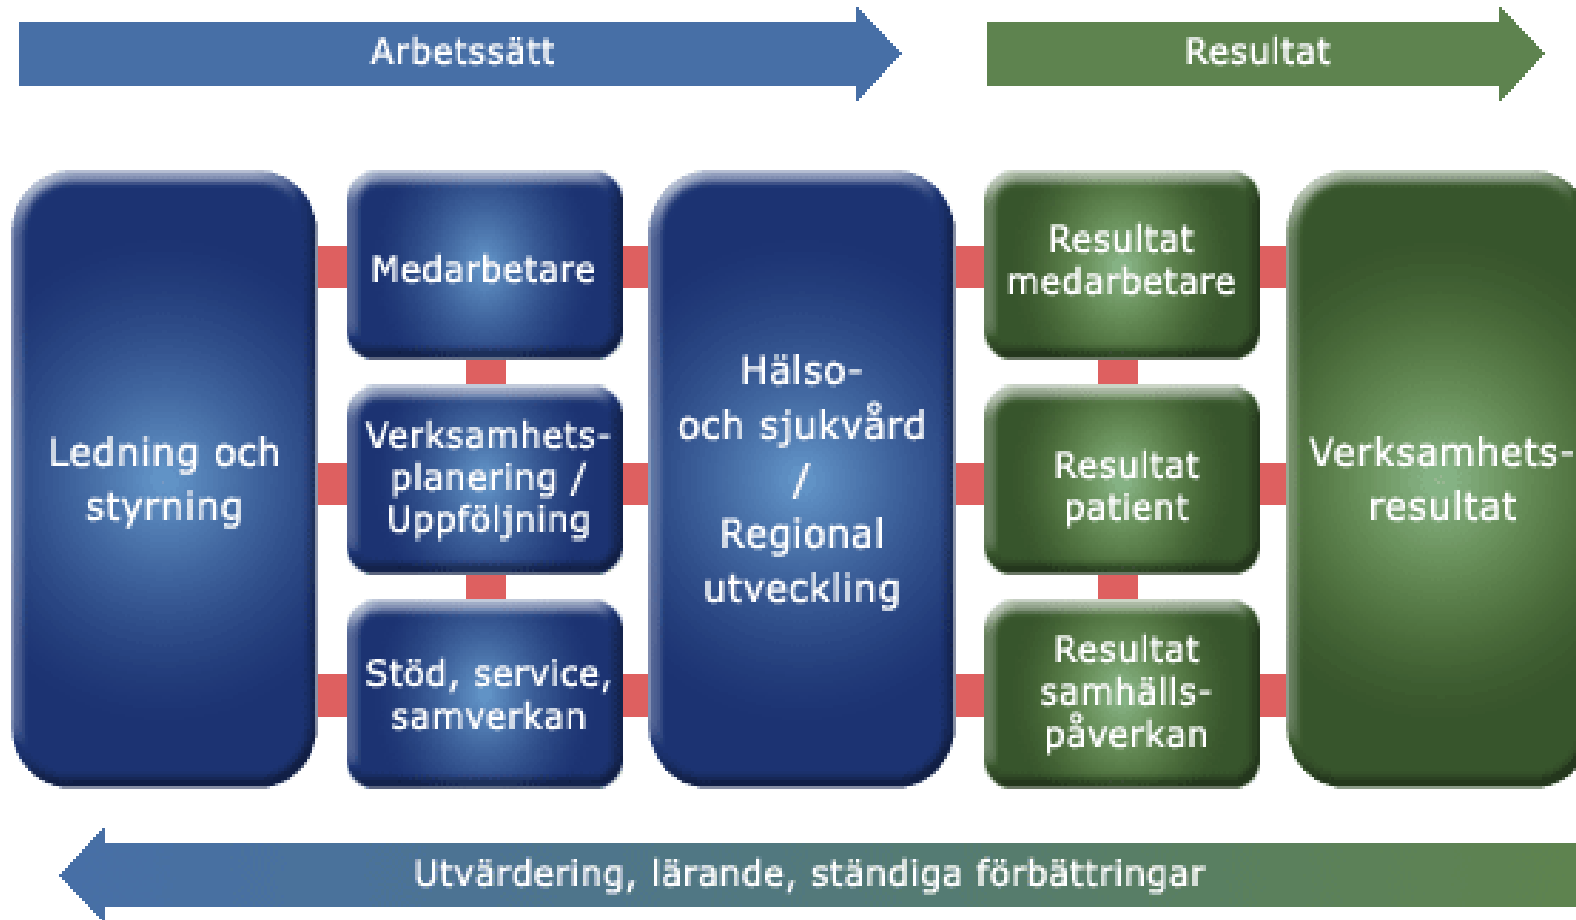 Arbetssätt
Resultat
Ledning och
styrning
Medarbetare
Verksamhets-
planering /
Uppföljning
Stöd, service,
samverkan
Hälso-
och sjukvård
/
Regional
utveckling
Resultat
medarbetare
Resultat
patient
Resultat
samhälls-
påverkan
Verksamhets-
resultat
Utvärdering, lärande, ständiga förbättringar